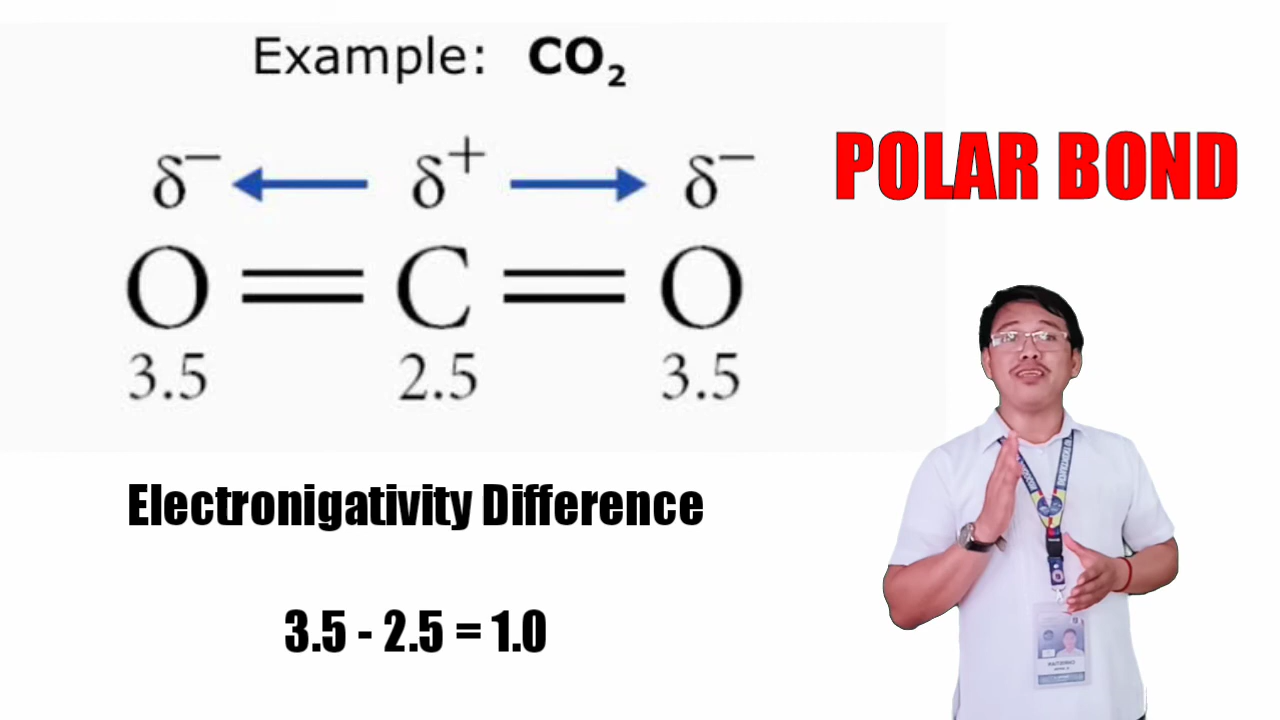 Example: CO₂
δ⁻ δ⁺ δ⁻
O C O
3.5 2.5 3.5
POLAR BOND
Electronigativity Difference
3.5 - 2.5 = 1.0